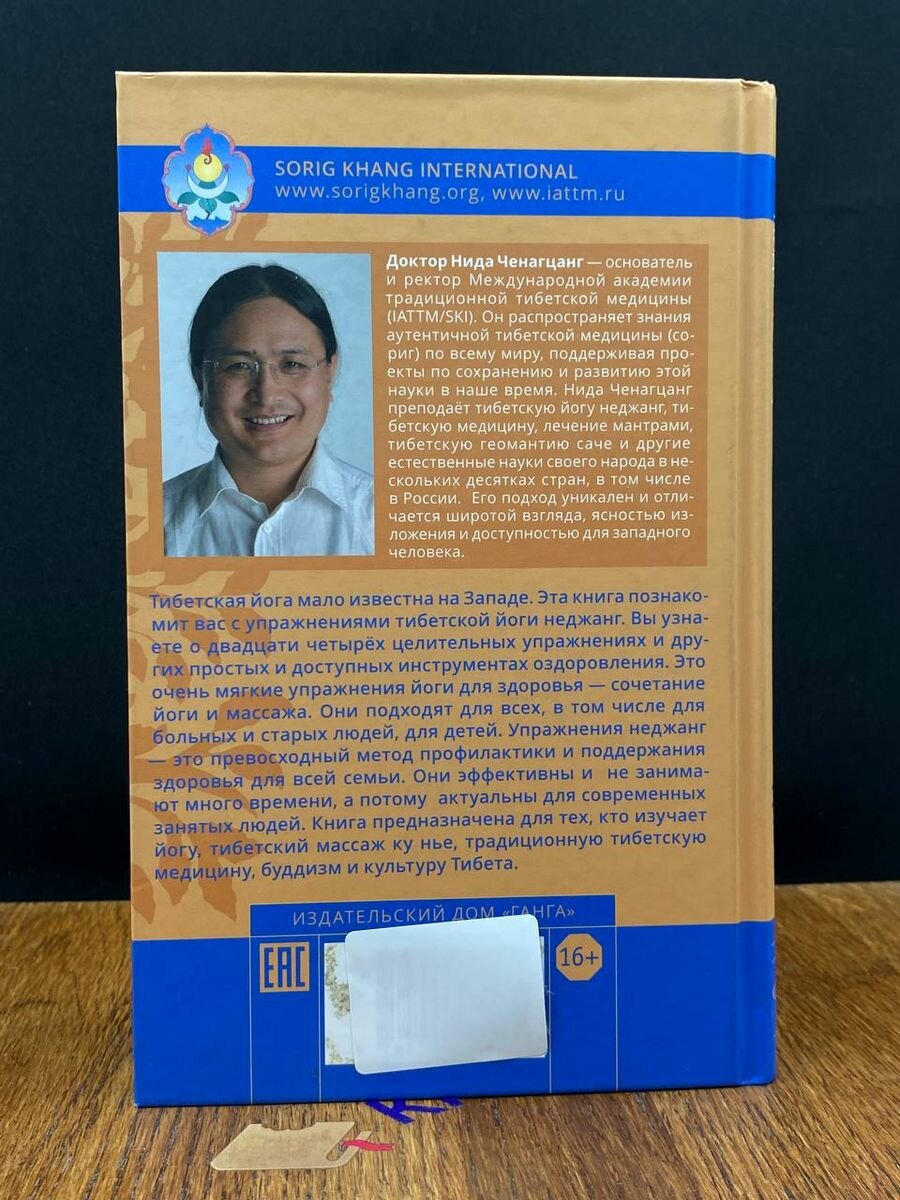 SORIG KHANG INTERNATIONAL
www.sorigkhang.org, www.iattm.ru
Доктор Нида Ченагцанг — основатель
и ректор Международной академии
традиционной тибетской медицины
(IATTM/SKI). Он распространяет знания
аутентичной тибетской медицины (со-
риг) по всему миру, поддерживая про-
екты по сохранению и развитию этой
науки в наше время. Нида Ченагцанг
преподаёт тибетскую йогу неджанг, ти-
бетскую медицину, лечение мантрами,
тибетскую геомантию саче и другие
естественные науки своего народа в не-
скольких десятках стран, в том числе
в России. Его подход уникален и отли-
чается широтой взгляда, ясностью из-
ложения и доступностью для западного
человека.
Тибетская йога мало известна на Западе. Эта книга познако-
мит вас с упражнениями тибетской йоги неджанг. Вы узна-
ете о двадцати четырёх целительных упражнениях и дру-
гих простых и доступных инструментах оздоровления. Это
очень мягкие упражнения йоги для здоровья — сочетание
йоги и массажа. Они подходят для всех, в том числе для
больных и старых людей, для детей. Упражнения неджанг
— это превосходный метод профилактики и поддержания
здоровья для всей семьи. Они эффективны и не занима-
ют много времени, а потому актуальны для современных
занятых людей. Книга предназначена для тех, кто изучает
йогу, тибетский массаж ку нье, традиционную тибетскую
медицину, буддизм и культуру Тибета.
ИЗДАТЕЛЬСКИЙ ДОМ «ГАНГА»
EAC
16+